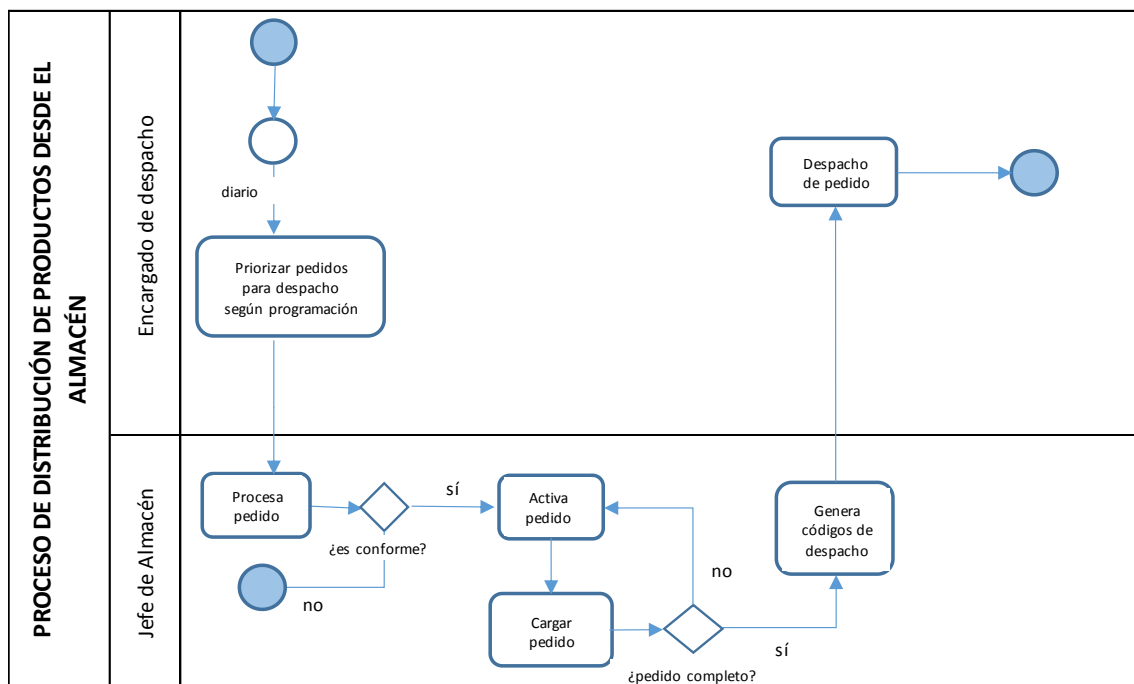 PROCESO DE DISTRIBUCIÓN DE PRODUCTOS DESDE EL
ALMACÉN
Encargado de despacho
diario
Priorizar pedidos
para despacho
según programación
Despacho
de pedido
Jefe de Almacén
Procesa
pedido
¿es conforme?
sí
no
Activa
pedido
Cargar
pedido
¿pedido completo?
no
sí
Genera
códigos de
despacho